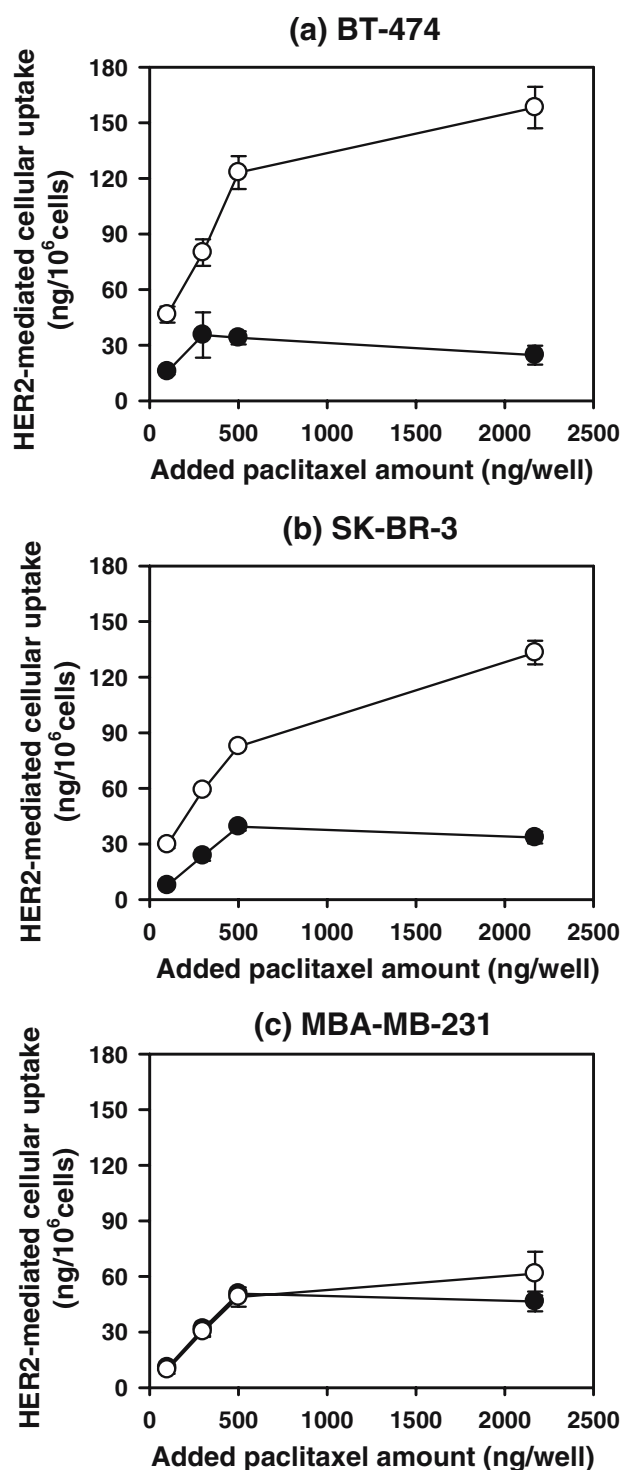 (a) BT-474
HER2-mediated cellular uptake
(ng/10⁶cells)
180
150
120
90
60
30
0
0 500 1000 1500 2000 2500
Added paclitaxel amount (ng/well)
(b) SK-BR-3
HER2-mediated cellular uptake
(ng/10⁶cells)
180
150
120
90
60
30
0
0 500 1000 1500 2000 2500
Added paclitaxel amount (ng/well)
(c) MBA-MB-231
HER2-mediated cellular uptake
(ng/10⁶cells)
180
150
120
90
60
30
0
0 500 1000 1500 2000 2500
Added paclitaxel amount (ng/well)